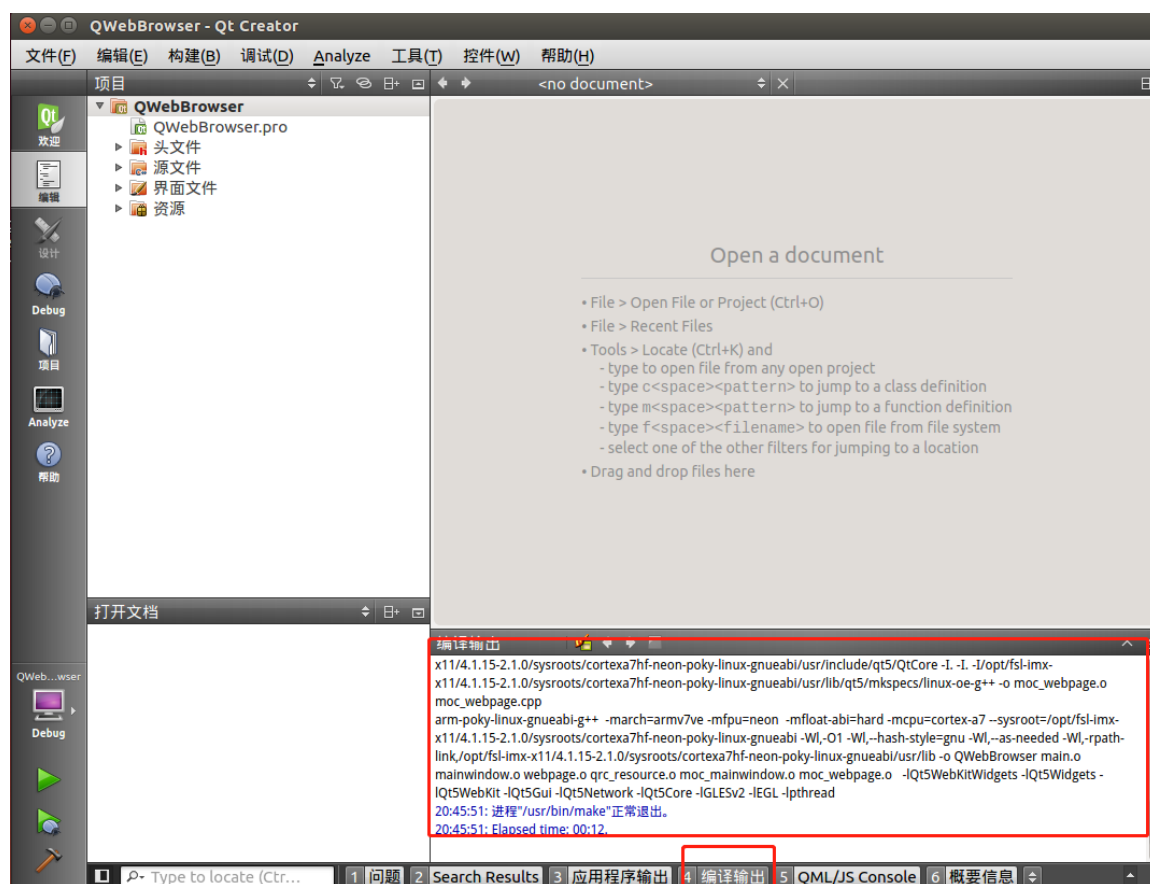 QWebBrowser - Qt Creator
文件(F) 编辑(E) 构建(B) 调试(D) Analyze 工具(T) 控件(W) 帮助(H)
项目
<no document>
欢迎
编辑
设计
Debug
项目
Analyze
帮助
QWebBrowser
QWebBrowser.pro
头文件
源文件
界面文件
资源
Open a document
• File > Open File or Project (Ctrl+O)
• File > Recent Files
• Tools > Locate (Ctrl+K) and
- type to open file from any open project
- type c<space><pattern> to jump to a class definition
- type m<space><pattern> to jump to a function definition
- type f<space><filename> to open file from file system
- select one of the other filters for jumping to a location
• Drag and drop files here
打开文档
编译输出
x11/4.1.15-2.1.0/sysroots/cortexa7hf-neon-poky-linux-gnueabi/usr/include/qt5/QtCore -I. -I. -I/opt/fsl-imx-
x11/4.1.15-2.1.0/sysroots/cortexa7hf-neon-poky-linux-gnueabi/usr/lib/qt5/mkspecs/linux-oe-g++ -o moc_webpage.o
moc_webpage.cpp
arm-poky-linux-gnueabi-g++ -march=armv7ve -mfpu=neon -mfloat-abi=hard -mcpu=cortex-a7 --sysroot=/opt/fsl-imx-
x11/4.1.15-2.1.0/sysroots/cortexa7hf-neon-poky-linux-gnueabi -Wl,-O1 -Wl,--hash-style=gnu -Wl,--as-needed -Wl,-rpath-
link,/opt/fsl-imx-x11/4.1.15-2.1.0/sysroots/cortexa7hf-neon-poky-linux-gnueabi/usr/lib -o QWebBrowser main.o
mainwindow.o webpage.o qrc_resource.o moc_mainwindow.o moc_webpage.o -lQt5WebKitWidgets -lQt5Widgets -
lQt5WebKit -lQt5Gui -lQt5Network -lQt5Core -lGLESv2 -lEGL -lpthread
20:45:51: 进程"/usr/bin/make"正常退出。
20:45:51: Elapsed time: 00:12.
QWeb...wser
Debug
Type to locate (Ctr...
1 问题 2 Search Results 3 应用程序输出 4 编译输出 5 QML/JS Console 6 概要信息